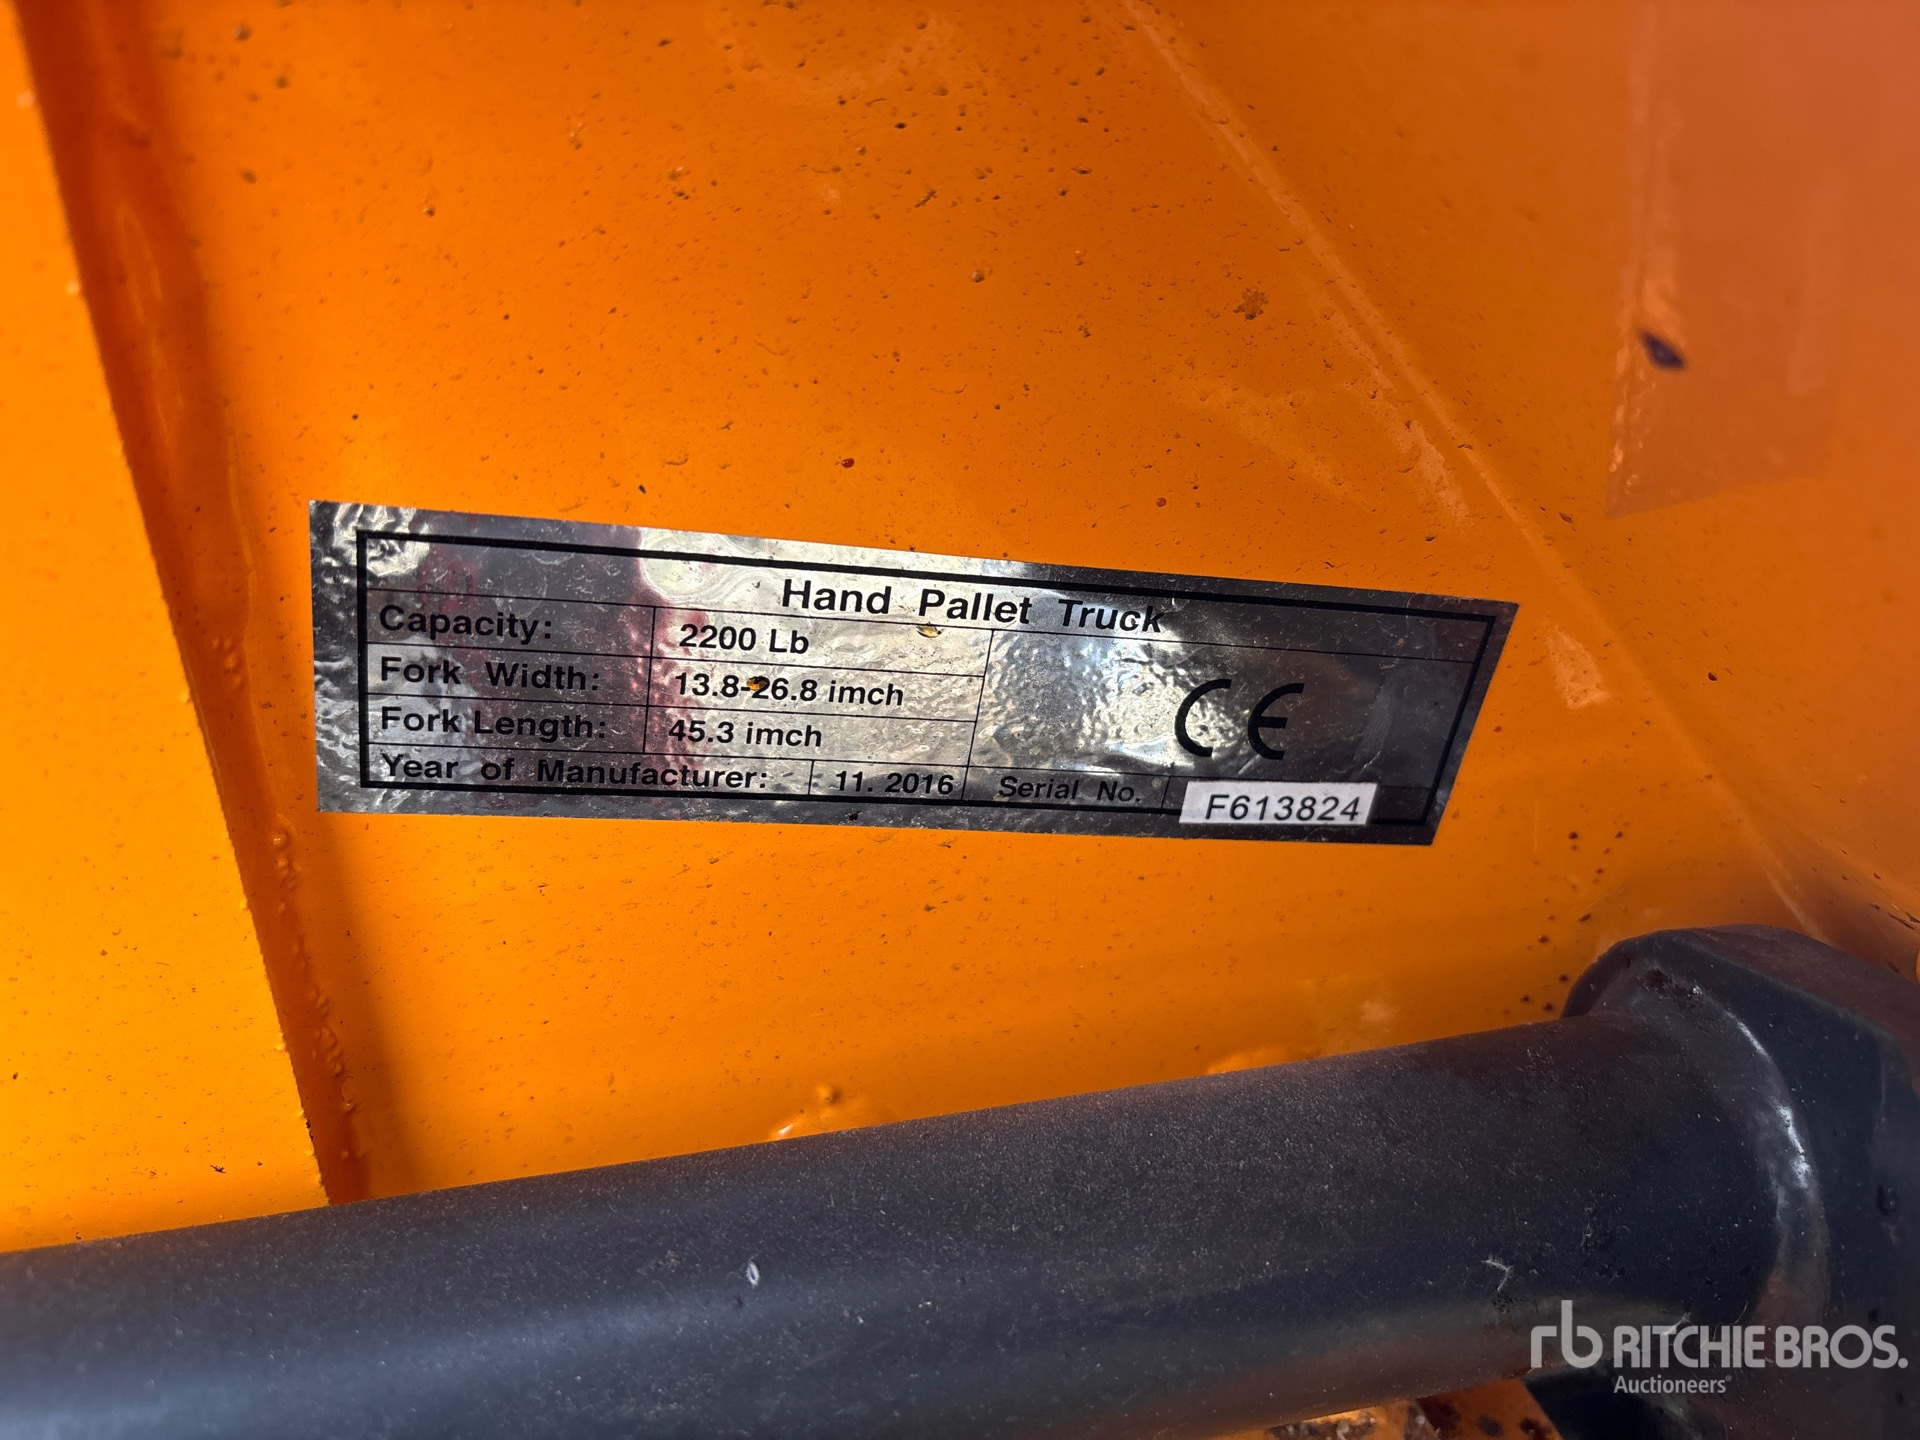 Hand Pallet Truck
Capacity: 2200 Lb
Fork Width: 13.8-26.8 imch
Fork Length: 45.3 imch
CE
Year of Manufacturer: 11. 2016 Serial No. F613824
rb RITCHIE BROS.
Auctioneers®